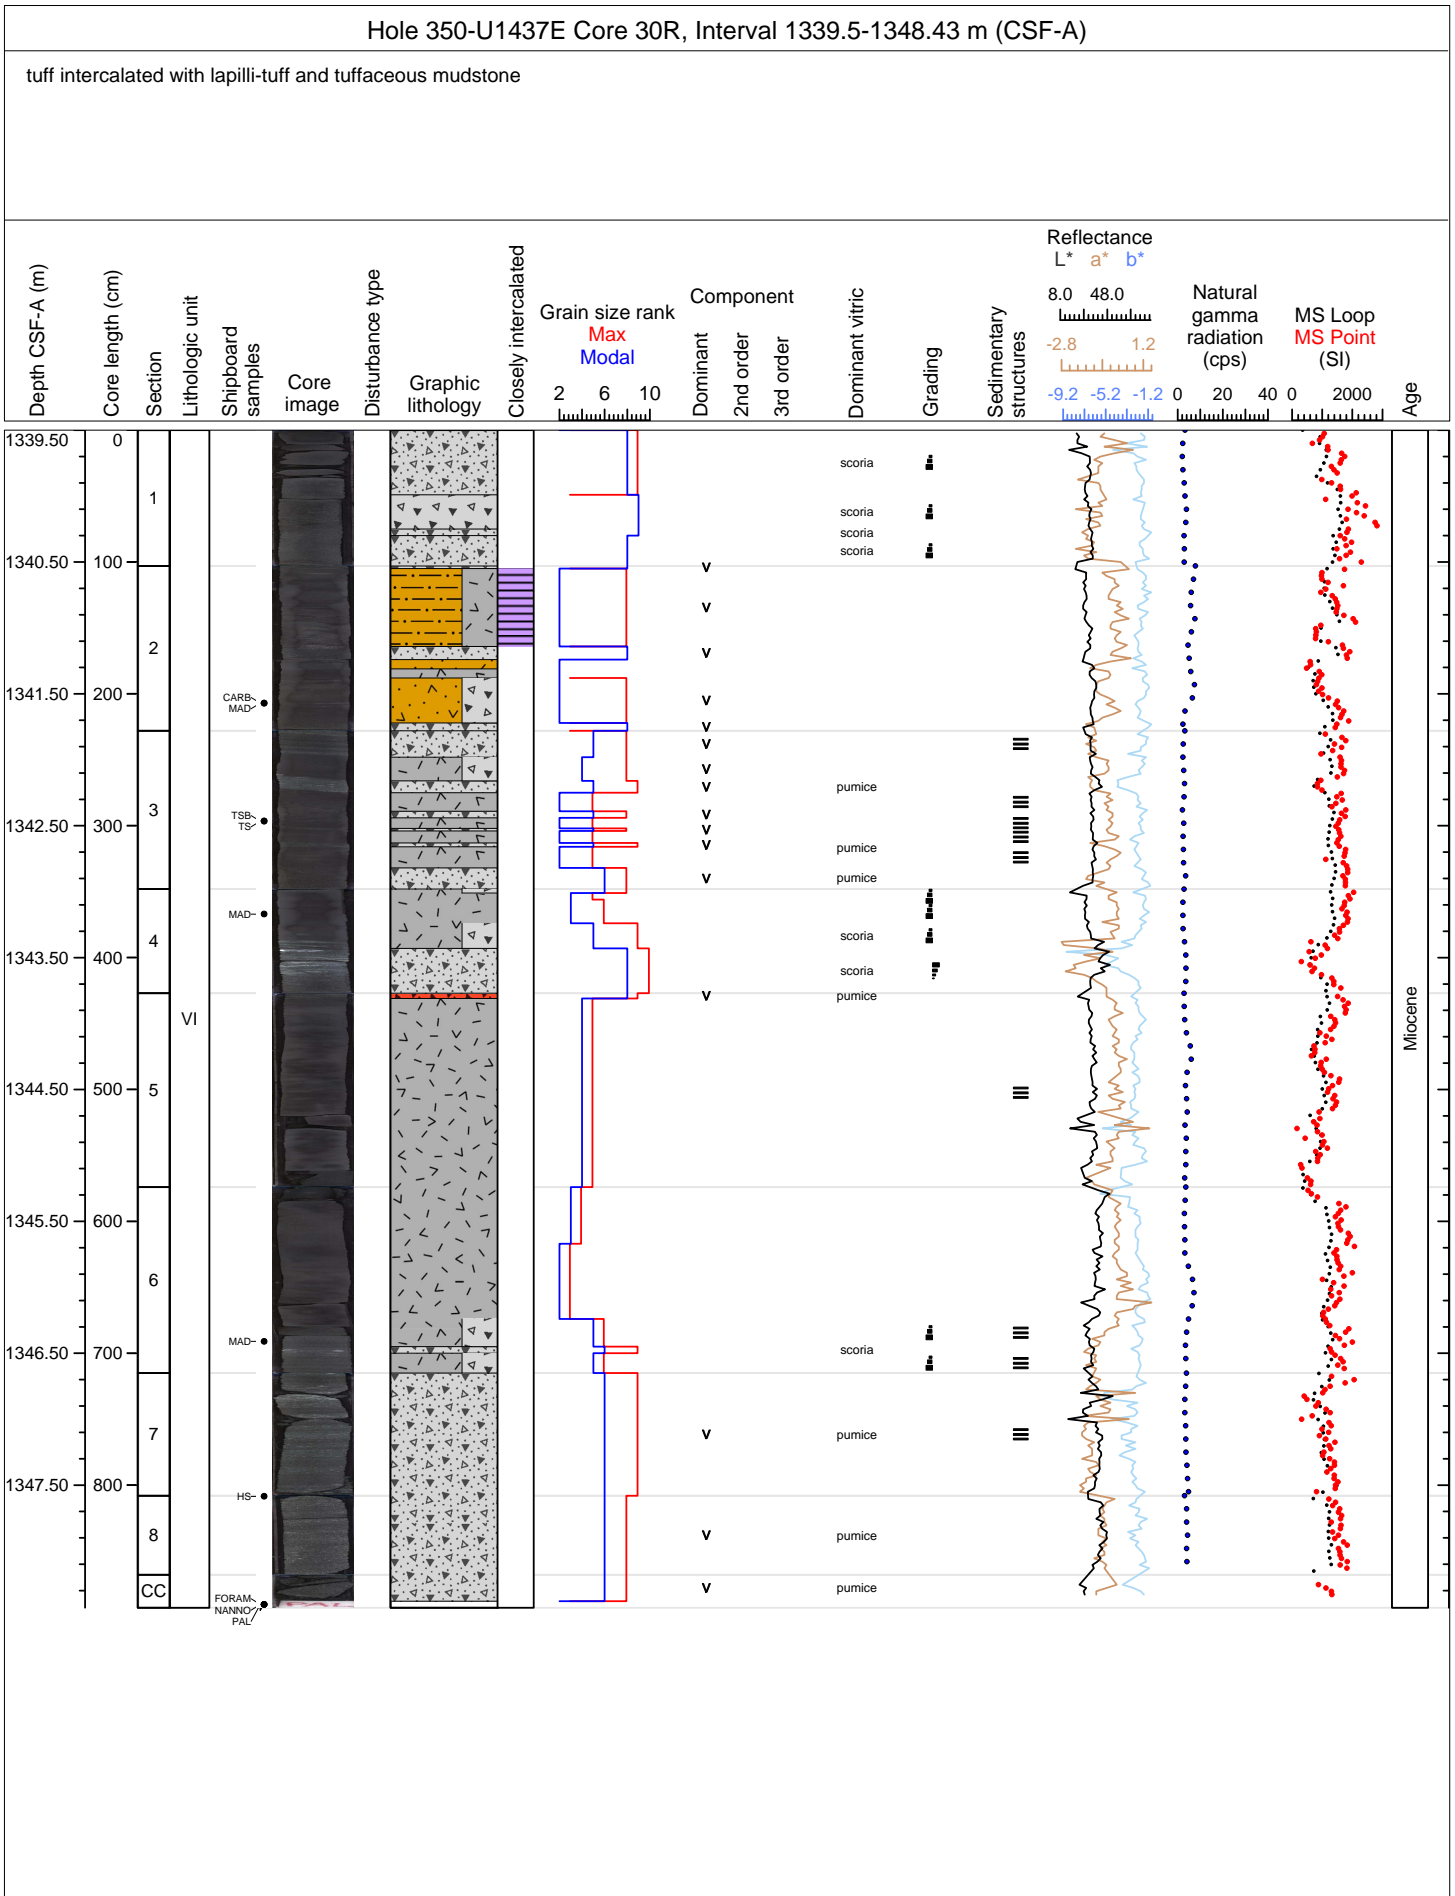 Hole 350-U1437E Core 30R, Interval 1339.5-1348.43 m (CSF-A)
tuff intercalated with lapilli-tuff and tuffaceous mudstone
Depth CSF-A (m)
Core length (cm)
Section
Lithologic unit
Shipboard
samples
Core
image
Disturbance type
Graphic
lithology
Closely intercalated
Grain size rank
Max
Modal
2 6 10
Component
Dominant
2nd order
3rd order
Dominant vitric
Grading
Sedimentary
structures
Reflectance
L* a* b*
8.0 48.0
-2.8 1.2
-9.2 -5.2 -1.2
Natural
gamma
radiation
(cps)
0 20 40
MS Loop
MS Point
(SI)
0 2000
Age
1339.50 0
scoria
1
scoria
scoria
scoria
1340.50 100
V
V
2
V
1341.50 200
CARB
MAD
V
V
V
V
V pumice
3
TSB
TS
V
1342.50 300
V
V pumice
V pumice
MAD
4
scoria
1343.50 400
scoria
V pumice
VI
Miocene
1344.50 500
5
1345.50 600
6
MAD
1346.50 700
scoria
7
V pumice
1347.50 800
HS
8
V pumice
CC
V pumice
FORAM
NANNO
PAL
PAL